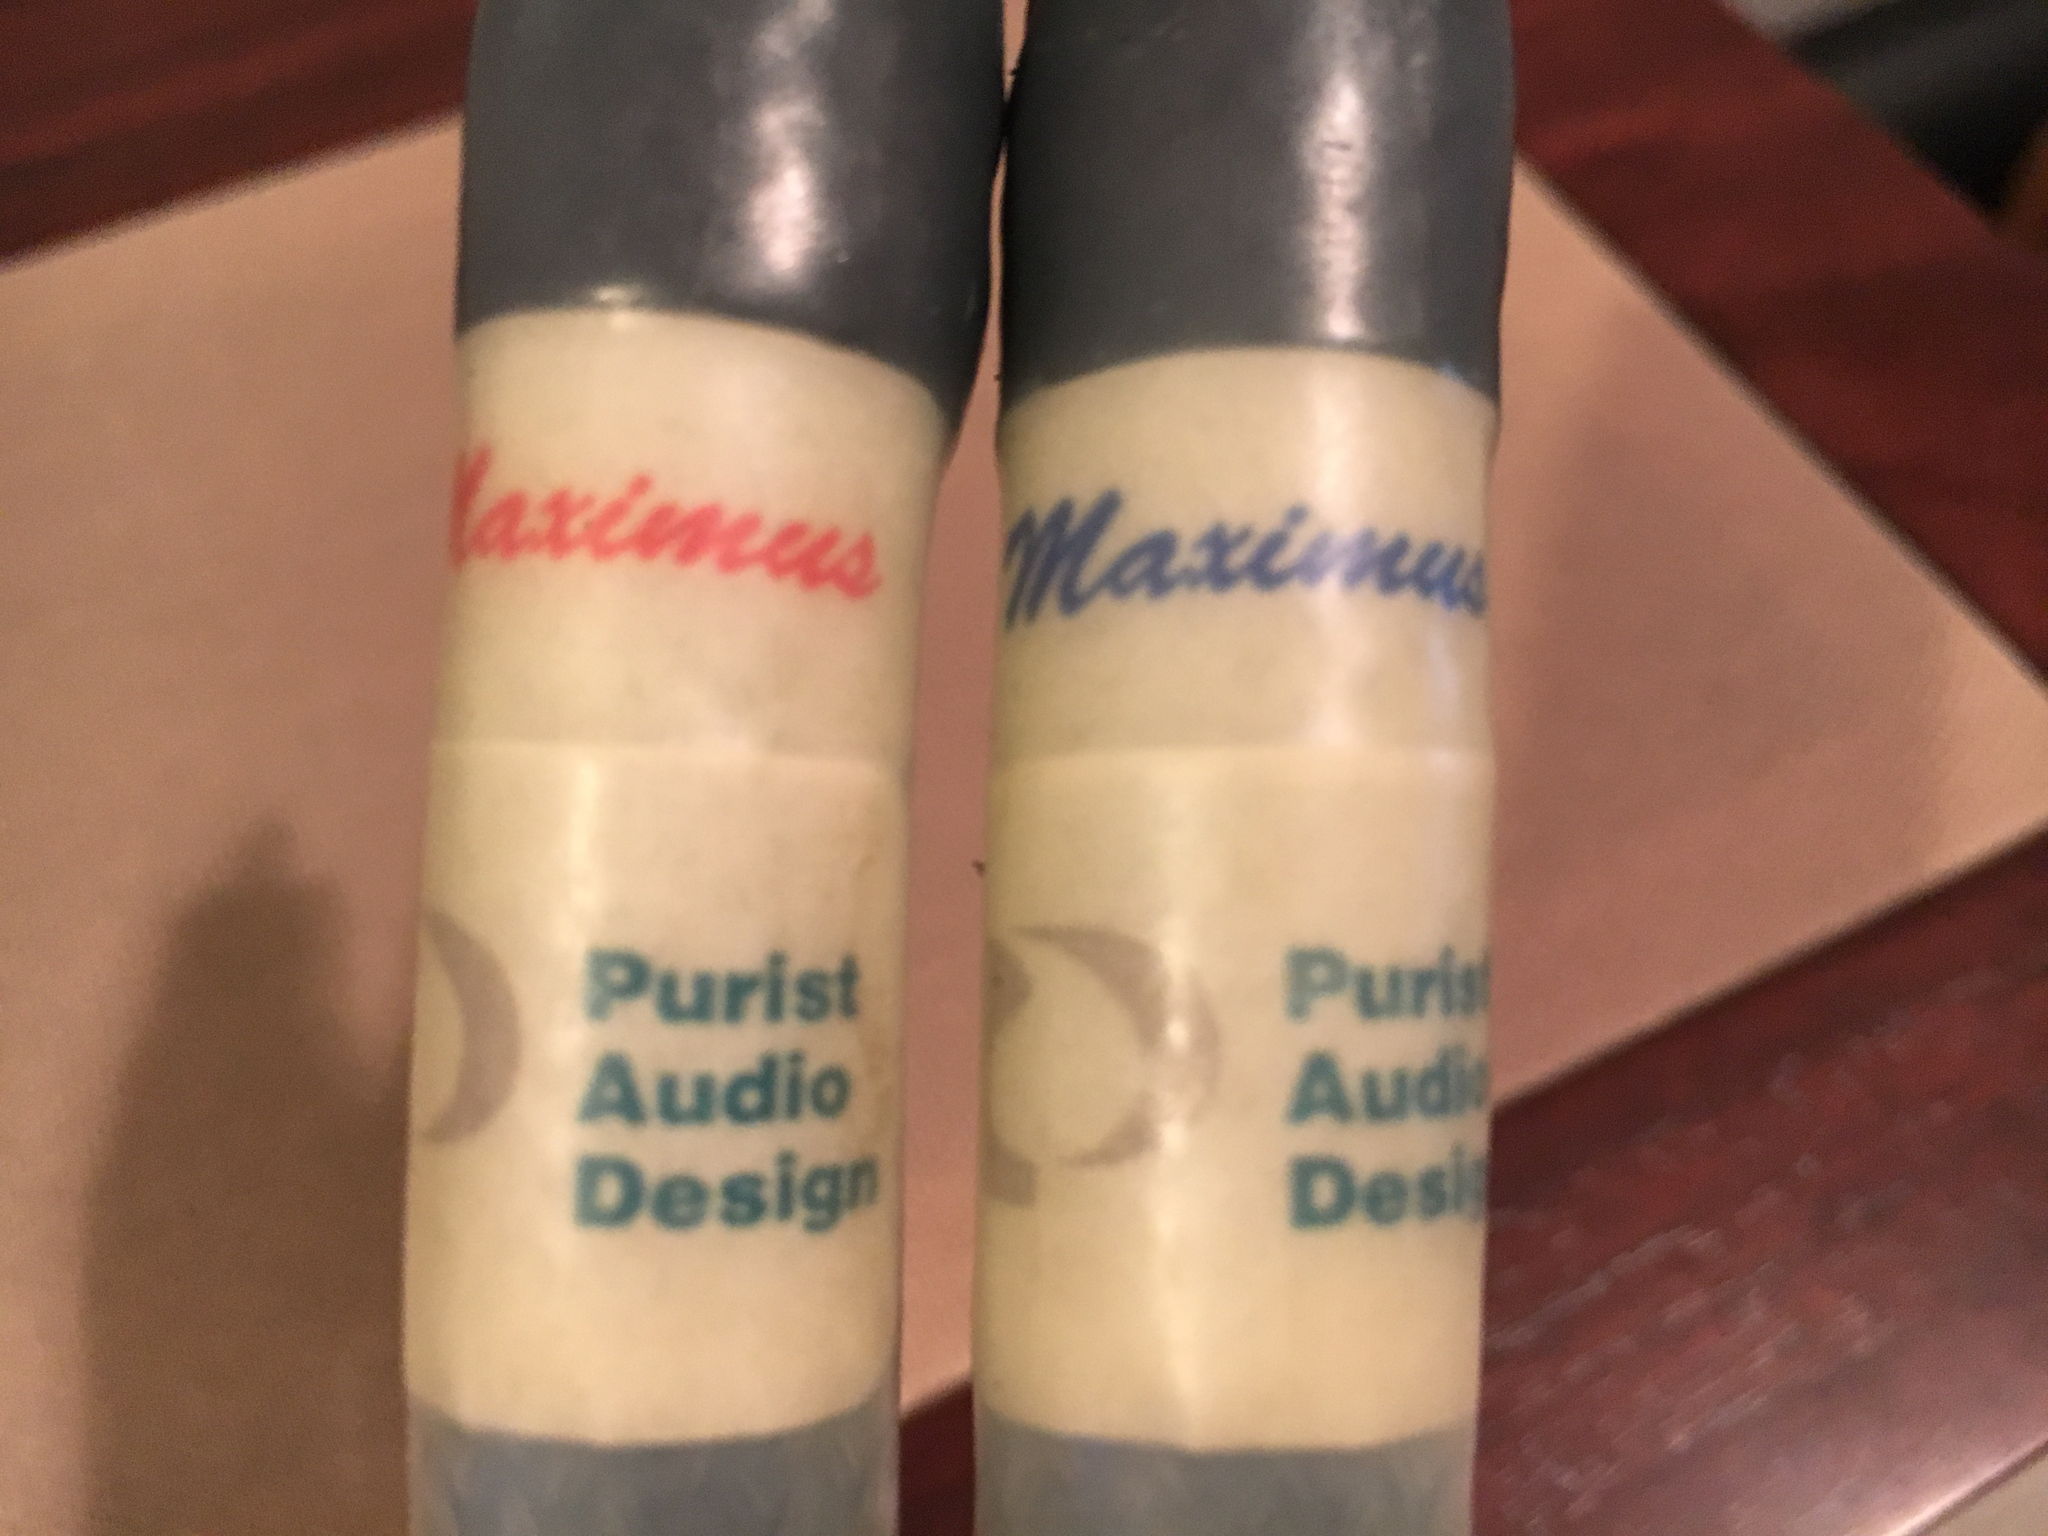 Maximus
Purist
Audio
Design
Maximus
Purist
Audio
Design